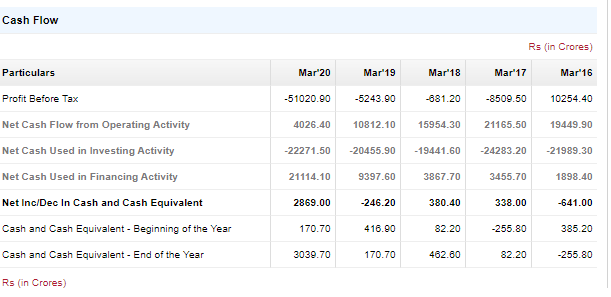 Cash Flow
Rs (in Crores)
Particulars Mar'20 Mar'19 Mar'18 Mar'17 Mar'16
Profit Before Tax -51020.90 -5243.90 -681.20 -8509.50 10254.40
Net Cash Flow from Operating Activity 4026.40 10812.10 15954.30 21165.50 19449.90
Net Cash Used in Investing Activity -22271.50 -20455.90 -19441.60 -24283.20 -21989.30
Net Cash Used in Financing Activity 21114.10 9397.60 3867.70 3455.70 1898.40
Net Inc/Dec In Cash and Cash Equivalent 2869.00 -246.20 380.40 338.00 -641.00
Cash and Cash Equivalent - Beginning of the Year 170.70 416.90 82.20 -255.80 385.20
Cash and Cash Equivalent - End of the Year 3039.70 170.70 462.60 82.20 -255.80
Rs (in Crores)